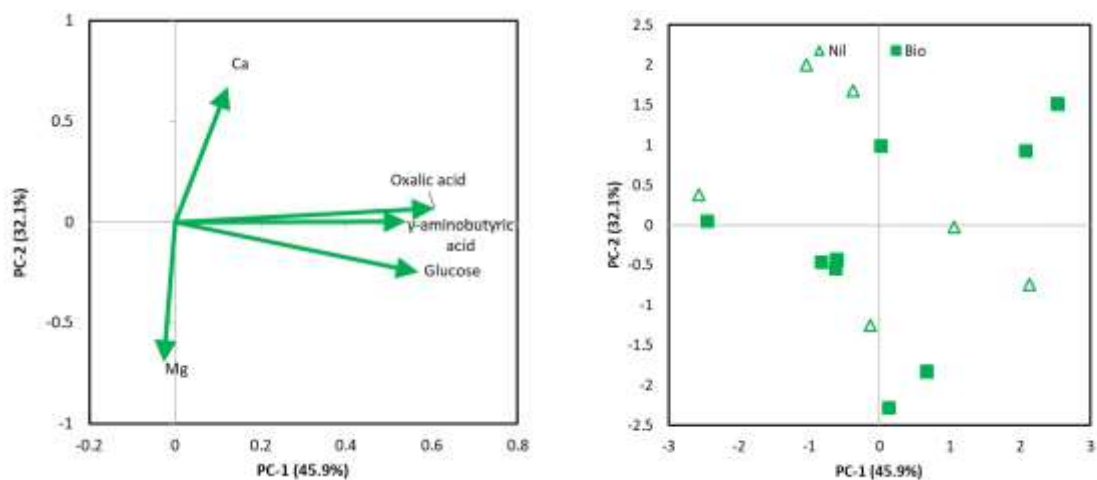 1
0.5
0
-0.5
-1
-0.2
0
0.2
0.4
0.6
0.8
PC-1 (45.9%)
PC-2 (32.1%)
Ca
Oxalic acid
γ-aminobutyric
acid
Glucose
Mg
2.5
2
1.5
1
0.5
0
-0.5
-1
-1.5
-2
-2.5
-3
-2
-1
0
1
2
3
PC-1 (45.9%)
PC-2 (32.1%)
Nil
Bio